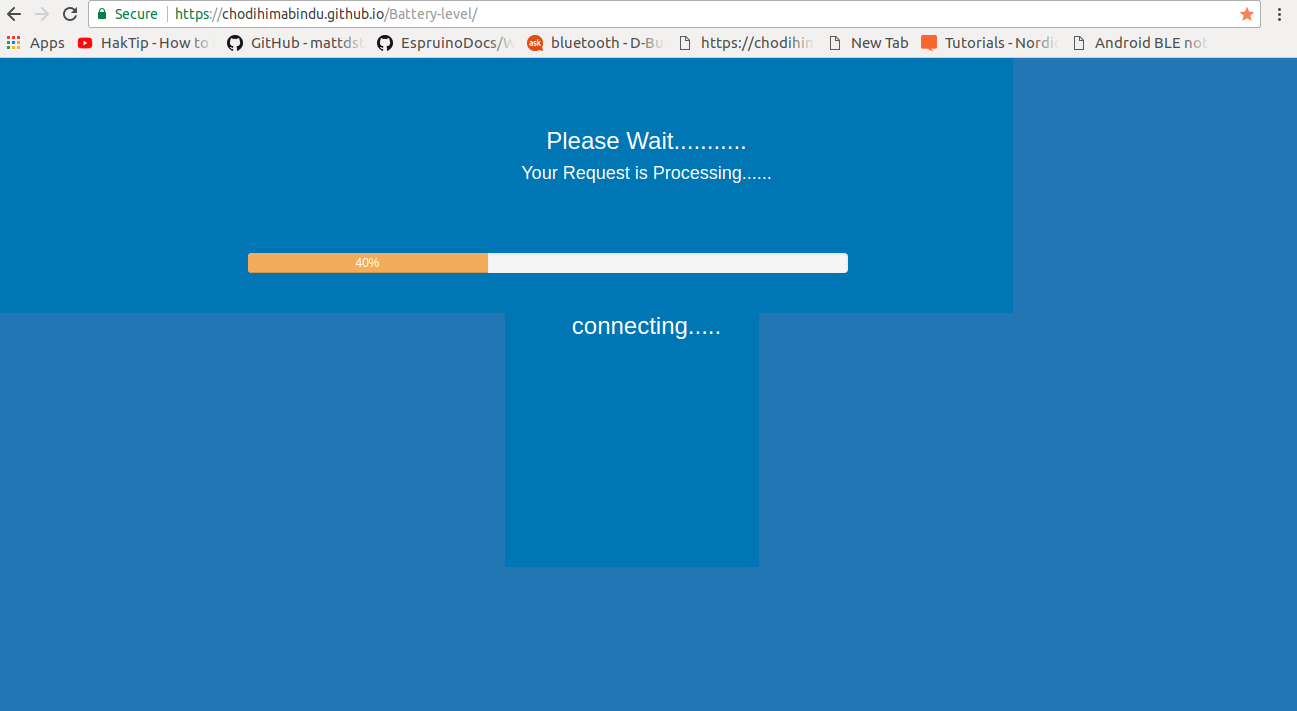 Secure https://chodihimabindu.github.io/Battery-level/
Apps HakTip - How to GitHub - mattdst EspruinoDocs/W bluetooth - D-Bu https://chodihim New Tab Tutorials - Nordic Android BLE not
Please Wait...........
Your Request is Processing......
40%
connecting.....